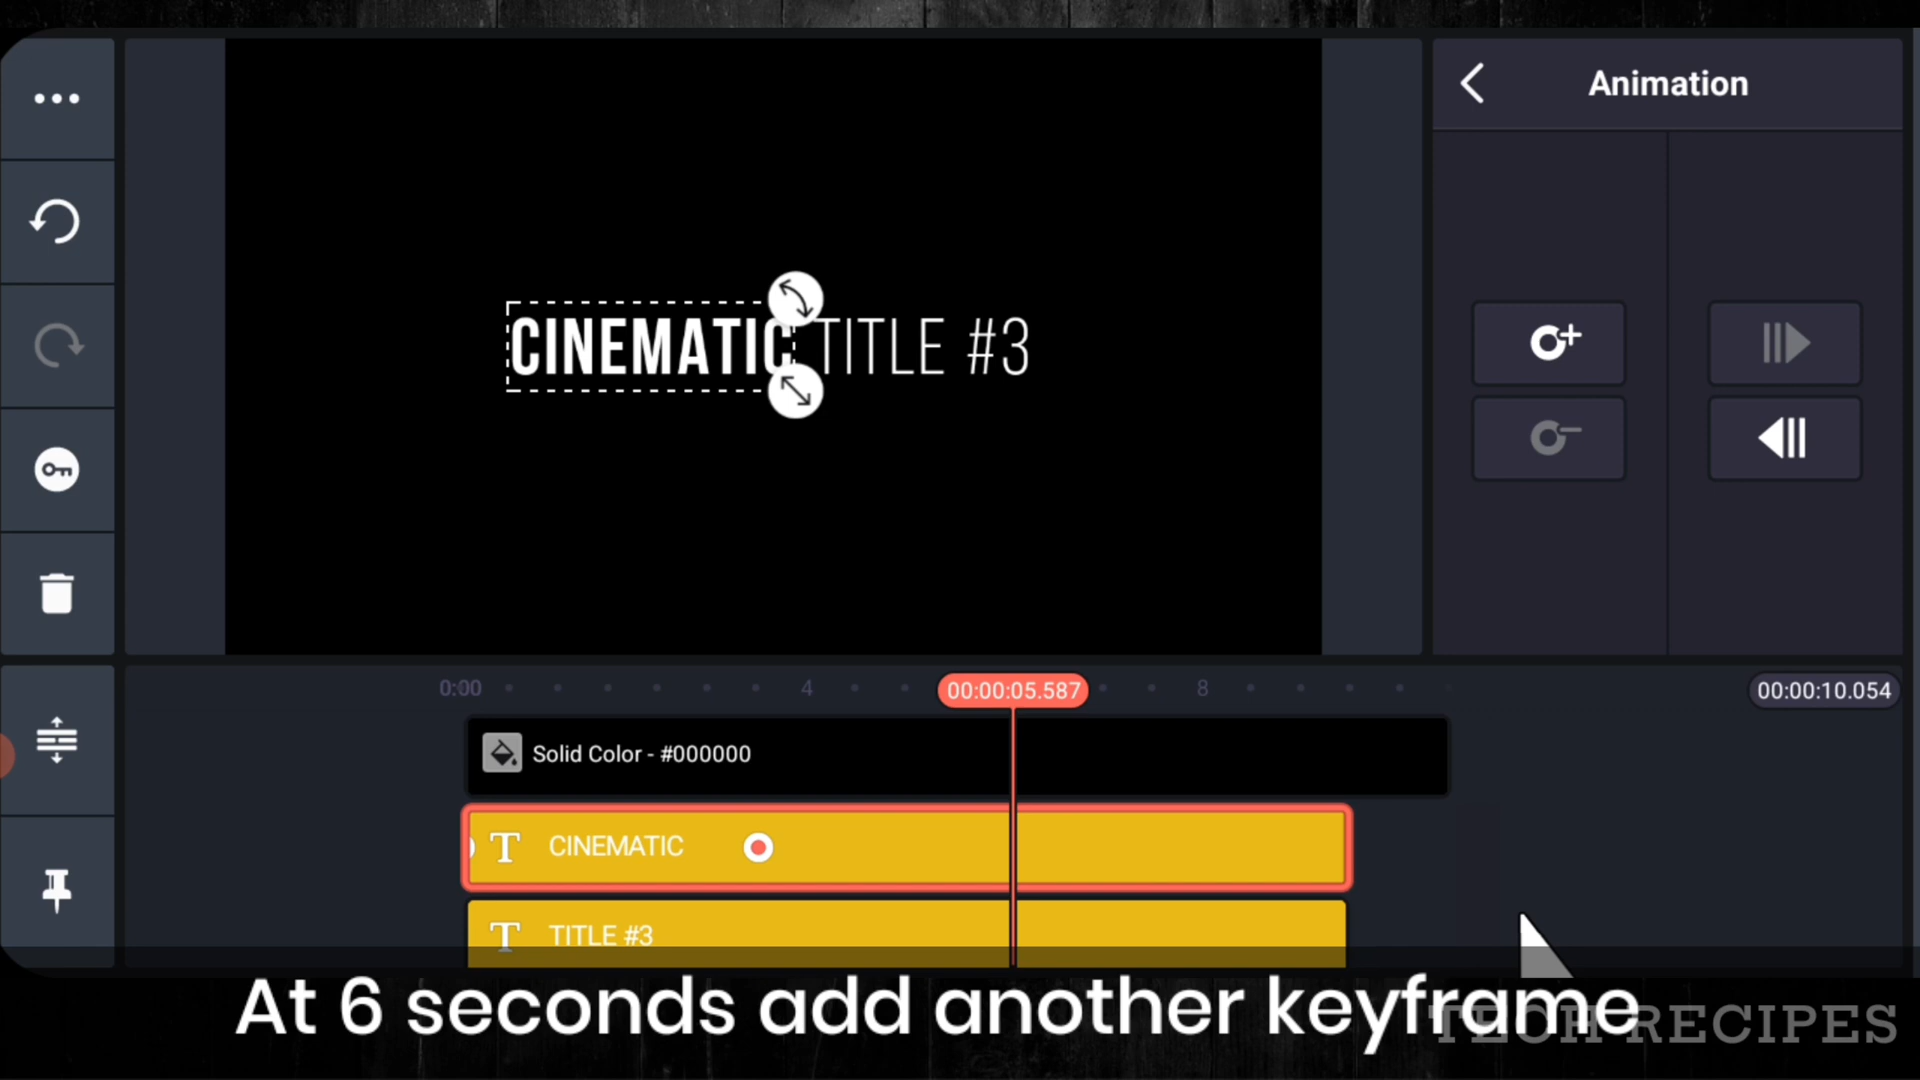 Animation
CINEMATIC TITLE #3
0:00 4 00:00:05.587 8 00:00:10.054
Solid Color - #000000
T CINEMATIC
T TITLE #3
At 6 seconds add another keyframe
TECH RECIPES